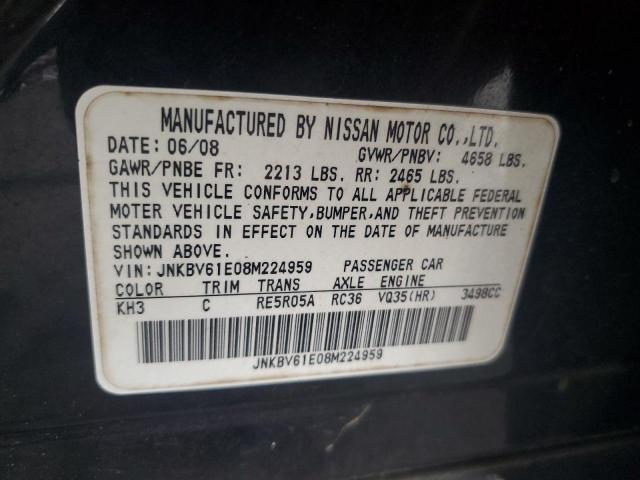 MANUFACTURED BY NISSAN MOTOR CO.,LTD.
DATE: 06/08 GVWR/PNBV: 4658 LBS.
GAWR/PNBE FR: 2213 LBS. RR: 2465 LBS.
THIS VEHICLE CONFORMS TO ALL APPLICABLE FEDERAL
MOTER VEHICLE SAFETY,BUMPER,AND THEFT PREVENTION
STANDARDS IN EFFECT ON THE DATE OF MANUFACTURE
SHOWN ABOVE.
VIN: JNKBV61E08M224959 PASSENGER CAR
COLOR TRIM TRANS AXLE ENGINE
KH3 C RE5R05A RC36 VQ35(HR) 3498CC
JNKBV61E08M224959